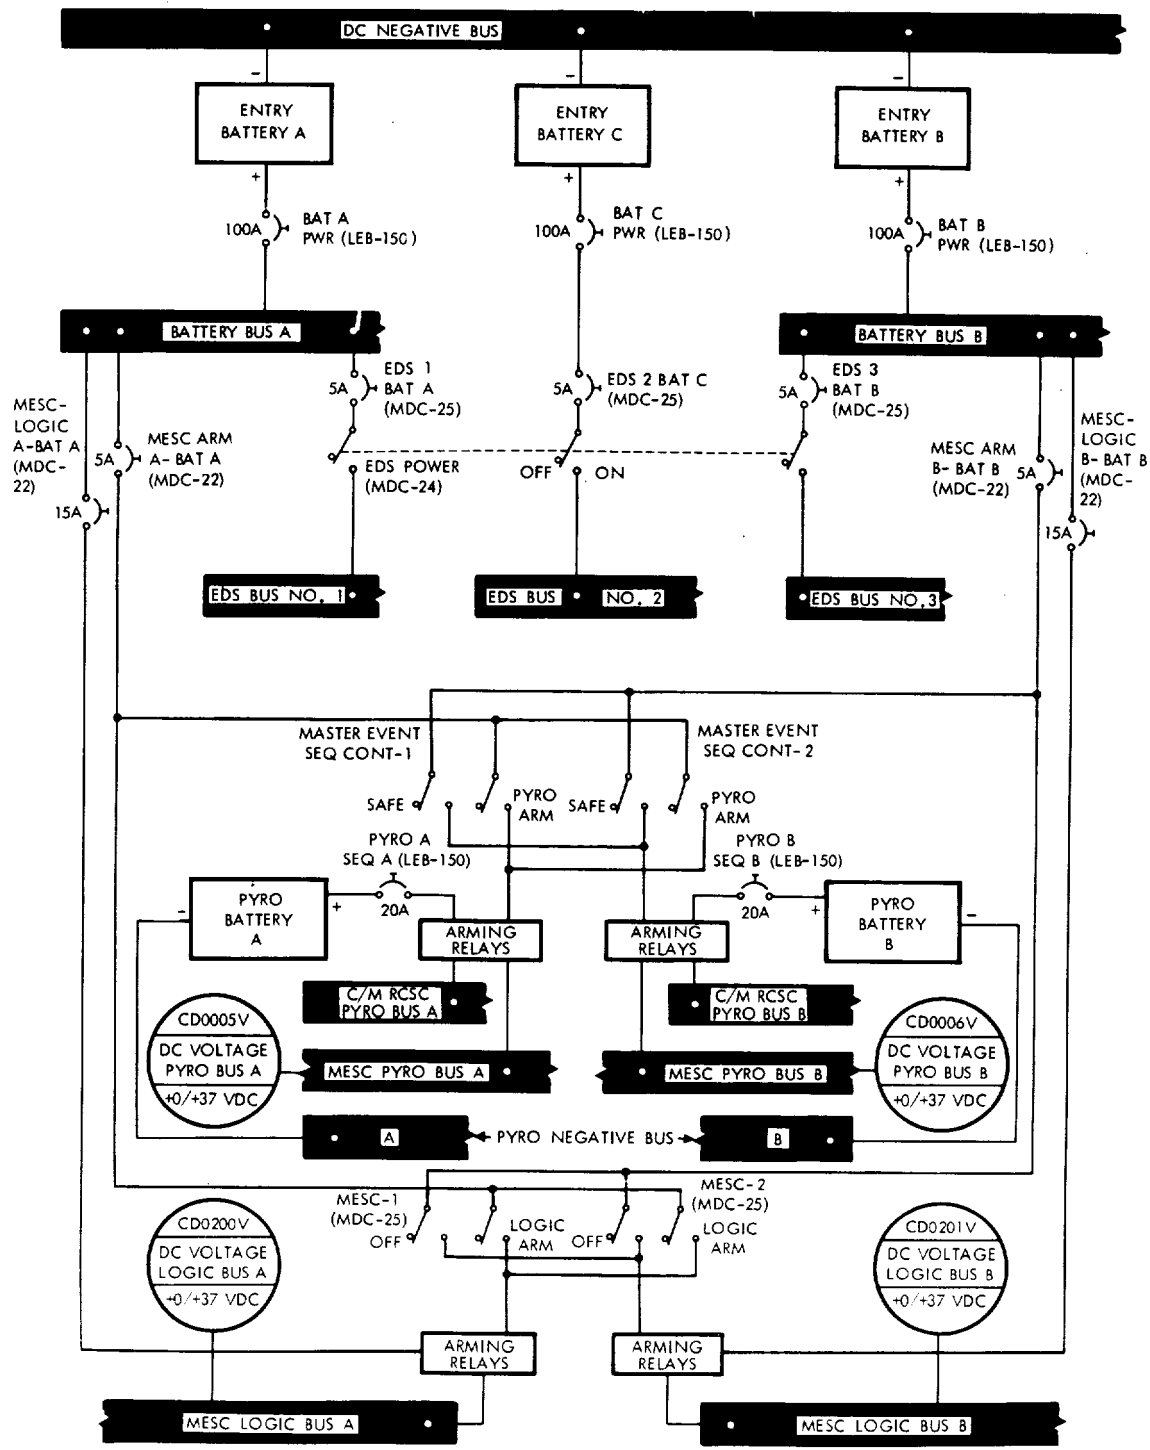 DC NEGATIVE BUS
−
−
−
ENTRY
BATTERY A
ENTRY
BATTERY C
ENTRY
BATTERY B
+
+
+
100A
BAT A
PWR (LEB-150)
100A
BAT C
PWR (LEB-150)
100A
BAT B
PWR (LEB-150)
BATTERY BUS A
BATTERY BUS B
MESC-
LOGIC
A-BAT A
(MDC-
22)
15A
5A
MESC ARM
A- BAT A
(MDC-22)
5A
EDS 1
BAT A
(MDC-25)
5A
EDS 2 BAT C
(MDC-25)
5A
EDS 3
BAT B
(MDC-25)
MESC ARM
B- BAT B
(MDC-22)
5A
MESC-
LOGIC
B- BAT B
(MDC-
22)
15A
EDS POWER
(MDC-24)
OFF
ON
EDS BUS NO. 1
EDS BUS NO. 2
EDS BUS NO.3
MASTER EVENT
SEQ CONT-1
MASTER EVENT
SEQ CONT-2
SAFE
PYRO
ARM
SAFE
PYRO
ARM
PYRO A
SEQ A (LEB-150)
PYRO B
SEQ B (LEB-150)
−
PYRO
BATTERY
A
+
20A
20A
+
PYRO
BATTERY
B
−
ARMING
RELAYS
ARMING
RELAYS
C/M RCSC
PYRO BUS A
C/M RCSC
PYRO BUS B
CD0005V
DC VOLTAGE
PYRO BUS A
+0/+37 VDC
MESC PYRO BUS A
MESC PYRO BUS B
CD0006V
DC VOLTAGE
PYRO BUS B
+0/+37 VDC
A
PYRO NEGATIVE BUS
B
MESC-1
(MDC-25)
OFF
LOGIC
ARM
OFF
MESC-2
(MDC-25)
LOGIC
ARM
CD0200V
DC VOLTAGE
LOGIC BUS A
+0/+37 VDC
CD0201V
DC VOLTAGE
LOGIC BUS B
+0/+37 VDC
ARMING
RELAYS
ARMING
RELAYS
MESC LOGIC BUS A
MESC LOGIC BUS B